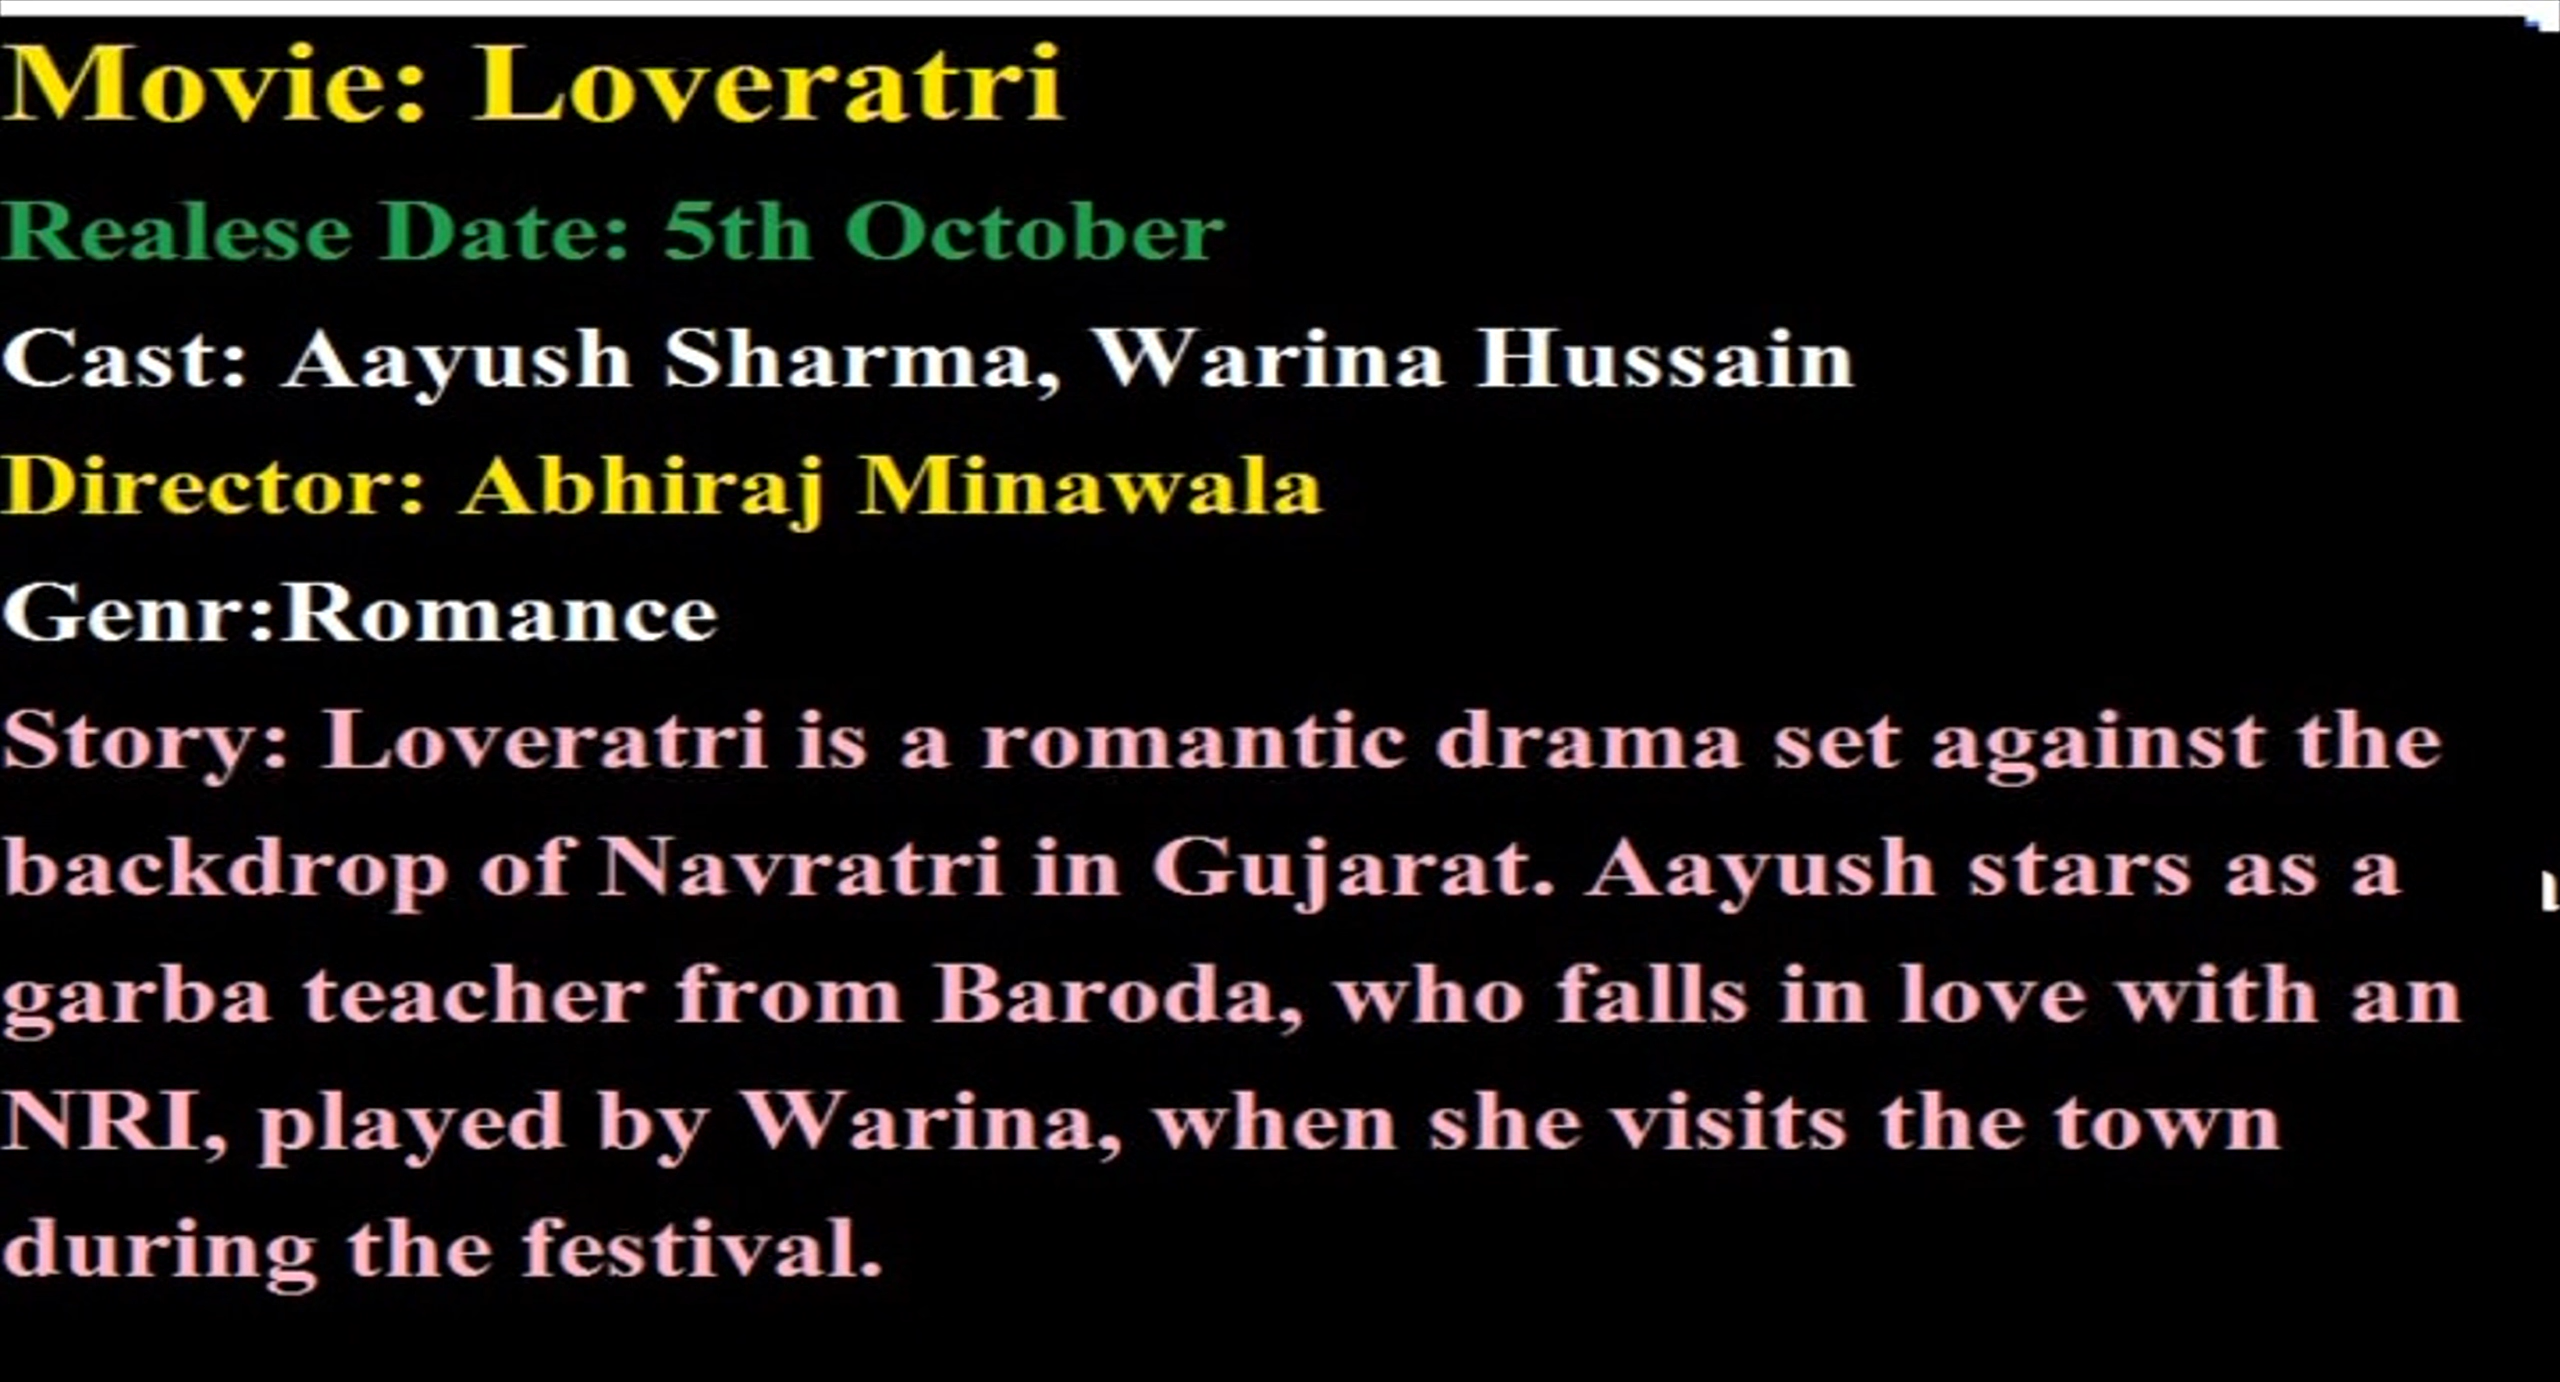 Movie: Loveratri
Realese Date: 5th October
Cast: Aayush Sharma, Warina Hussain
Director: Abhiraj Minawala
Genr:Romance
Story: Loveratri is a romantic drama set against the
backdrop of Navratri in Gujarat. Aayush stars as a
garba teacher from Baroda, who falls in love with an
NRI, played by Warina, when she visits the town
during the festival.